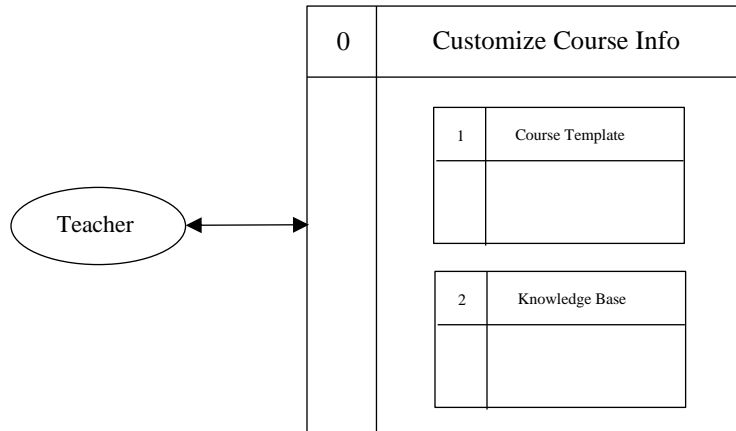 0 Customize Course Info
1 Course Template
Teacher
2 Knowledge Base